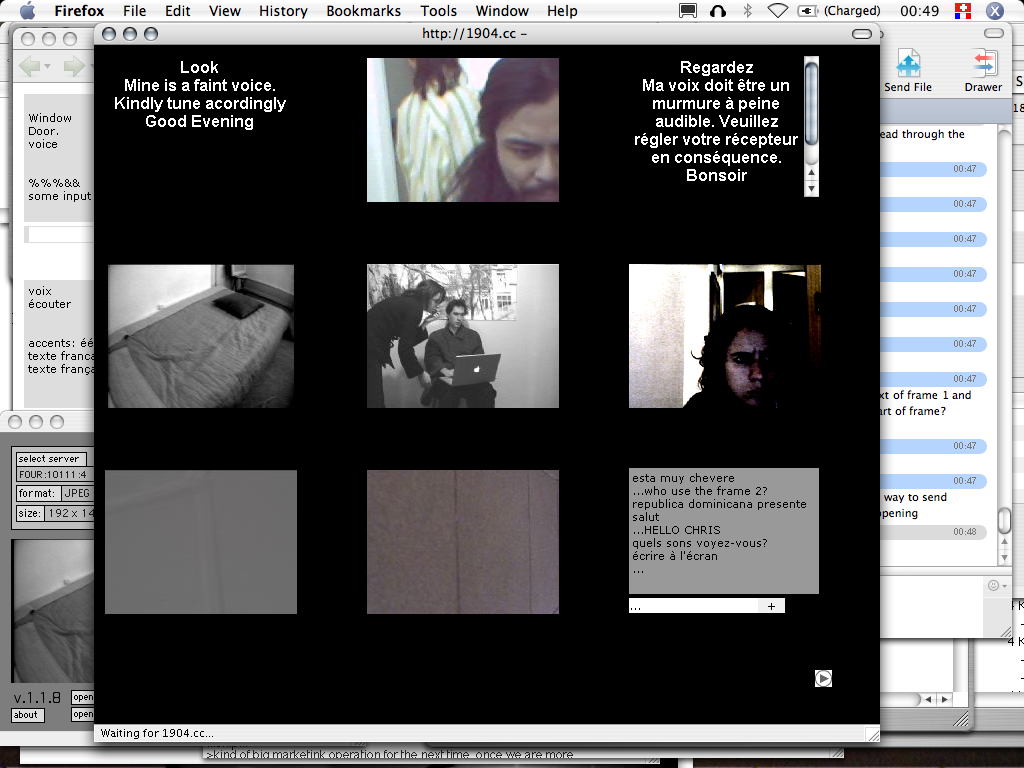 Firefox File Edit View History Bookmarks Tools Window Help (Charged) 00:49
http://1904.cc –
Send File
Drawer
Look
Mine is a faint voice.
Kindly tune acordingly
Good Evening
Regardez
Ma voix doit être un
murmure à peine
audible. Veuillez
régler votre récepteur
en conséquence.
Bonsoir
Window
Door.
voice
%%%&&
some input
voix
écouter
accents: éé
texte franca
texte frança
select server
FOUR:10111:4
format: JPEG
size: 192 x 14
v.1.1.8
open
about
open
esta muy chevere
...who use the frame 2?
republica dominicana presente
salut
...HELLO CHRIS
quels sons voyez-vous?
écrire à l'écran
...
...
+
ead through the
00:47
00:47
00:47
00:47
00:47
00:47
00:47
xt of frame 1 and
art of frame?
00:47
00:47
way to send
pening
00:48
Waiting for 1904.cc...
>kind of big marketink operation for the next time, once we are more